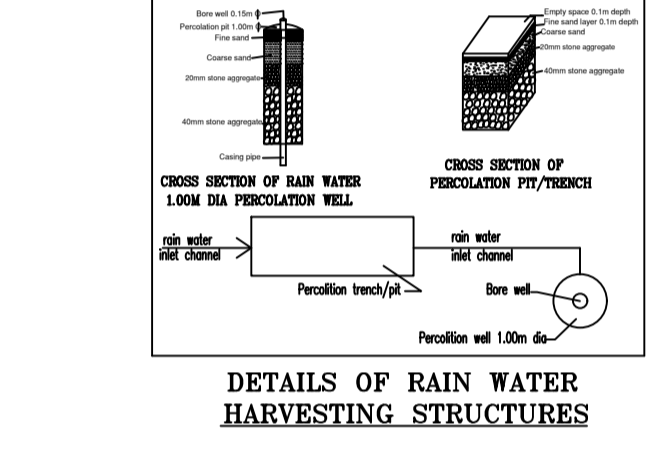 Bore well 0.15m ϕ
Percolation pit 1.00m ϕ
Fine sand
Coarse sand
20mm stone aggregate
40mm stone aggregate
Casing pipe
CROSS SECTION OF RAIN WATER
1.00M DIA PERCOLATION WELL
Empty space 0.1m depth
Fine sand layer 0.1m depth
Coarse sand
20mm stone aggregate
40mm stone aggregate
CROSS SECTION OF
PERCOLATION PIT/TRENCH
rain water
inlet channel
Percolition trench/pit
rain water
inlet channel
Bore well
Percolition well 1.00m dia
DETAILS OF RAIN WATER
HARVESTING STRUCTURES